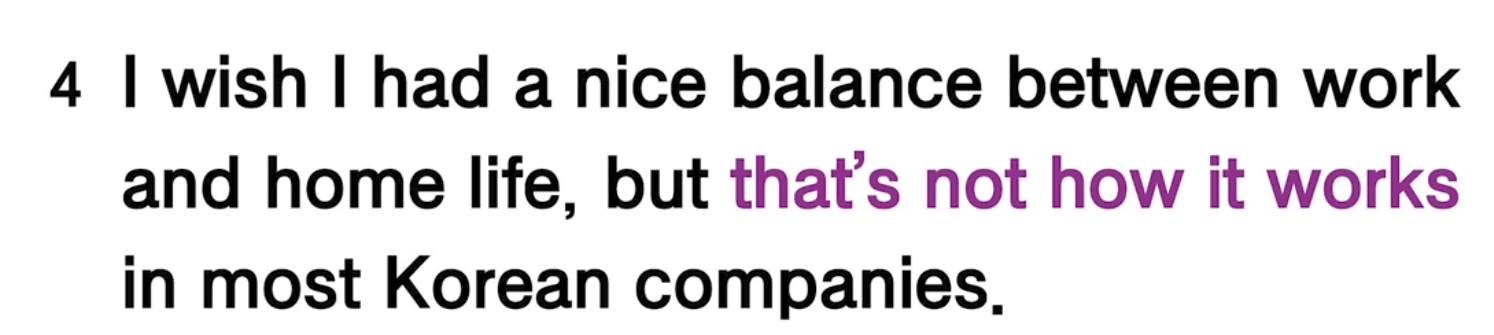 4 I wish I had a nice balance between work
and home life, but that's not how it works
in most Korean companies.